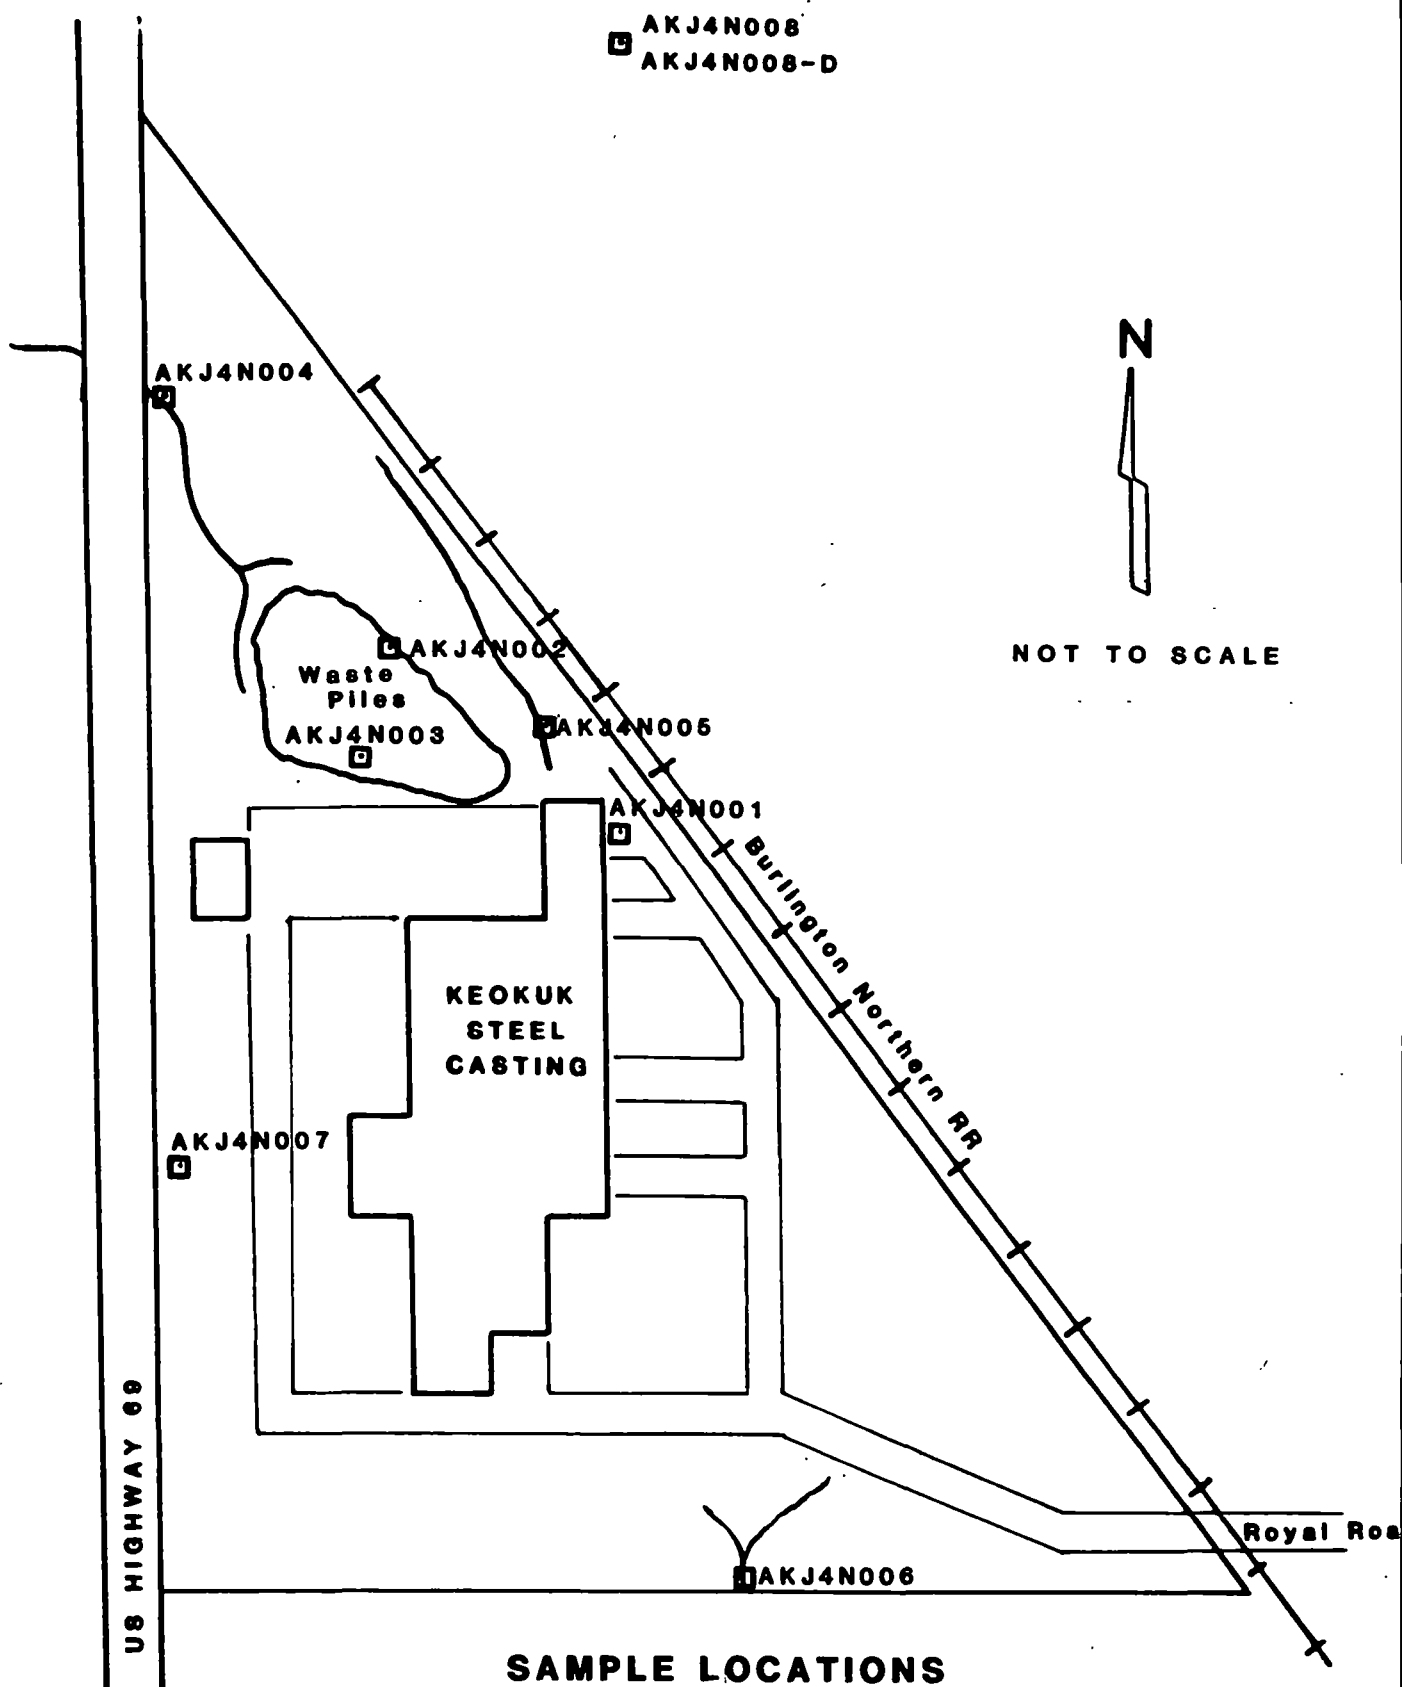 AKJ4N008
AKJ4N008-D
N
AKJ4N004
NOT TO SCALE
AKJ4N002
Waste
Piles
AKJ4N005
AKJ4N003
AKJ4N001
Burlington Northern RR
KEOKUK
STEEL
CASTING
AKJ4N007
US HIGHWAY 69
Royal Roa
AKJ4N006
SAMPLE LOCATIONS